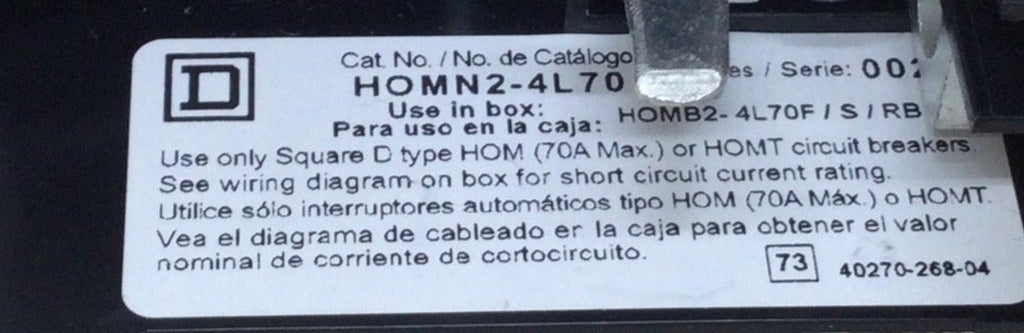 D
Cat. No. / No. de Catálogo
es / Serie: 002
HOMN2-4L70
Use in box: HOMB2-4L70F / S / RB
Para uso en la caja:
Use only Square D type HOM (70A Max.) or HOMT circuit breakers.
See wiring diagram on box for short circuit current rating.
Utilice sólo interruptores automáticos tipo HOM (70A Máx.) o HOMT.
Vea el diagrama de cableado en la caja para obtener el valor
nominal de corriente de cortocircuito.
73 40270-268-04